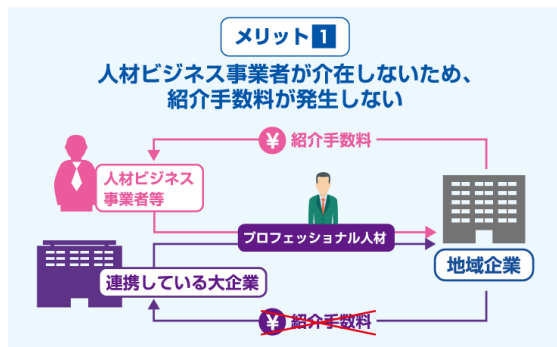 メリット1
人材ビジネス事業者が介在しないため、
紹介手数料が発生しない
¥ 紹介手数料
人材ビジネス
事業者等
プロフェッショナル人材
地域企業
連携している大企業
¥ 紹介手数料